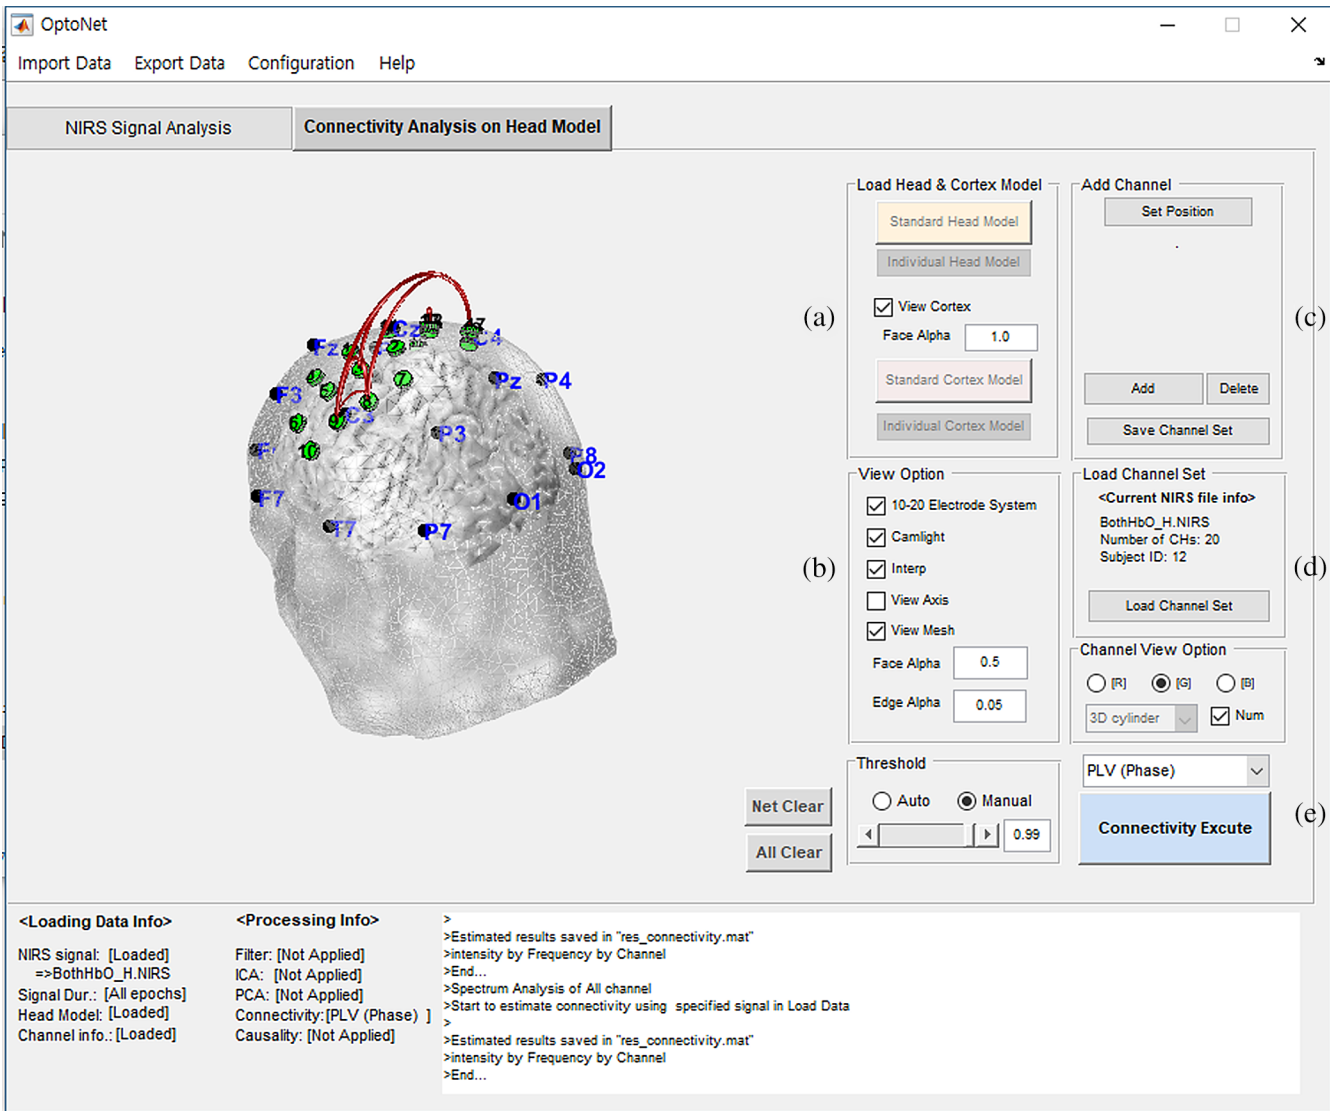 OptoNet
Import Data Export Data Configuration Help
NIRS Signal Analysis
Connectivity Analysis on Head Model
Load Head & Cortex Model
Standard Head Model
Individual Head Model
View Cortex
Face Alpha 1.0
Standard Cortex Model
Individual Cortex Model
(a)
Add Channel
Set Position
Add Delete
Save Channel Set
(c)
Fz
Cz
C4
F3
7
Pz
P4
C3
P3
10
O2
F7
O1
T7
P7
View Option
10-20 Electrode System
Camlight
Interp
View Axis
View Mesh
Face Alpha 0.5
Edge Alpha 0.05
(b)
Load Channel Set
<Current NIRS file info>
BothHbO_H.NIRS
Number of CHs: 20
Subject ID: 12
Load Channel Set
(d)
Channel View Option
[R] [G] [B]
3D cylinder Num
Net Clear
All Clear
Threshold
Auto Manual
0.99
PLV (Phase)
Connectivity Excute
(e)
<Loading Data Info>
NIRS signal: [Loaded]
=>BothHbO_H.NIRS
Signal Dur.: [All epochs]
Head Model: [Loaded]
Channel info.: [Loaded]
<Processing Info>
Filter: [Not Applied]
ICA: [Not Applied]
PCA: [Not Applied]
Connectivity:[PLV (Phase) ]
Causality: [Not Applied]
>
>Estimated results saved in "res_connectivity.mat"
>intensity by Frequency by Channel
>End...
>Spectrum Analysis of All channel
>Start to estimate connectivity using specified signal in Load Data
>
>Estimated results saved in "res_connectivity.mat"
>intensity by Frequency by Channel
>End...